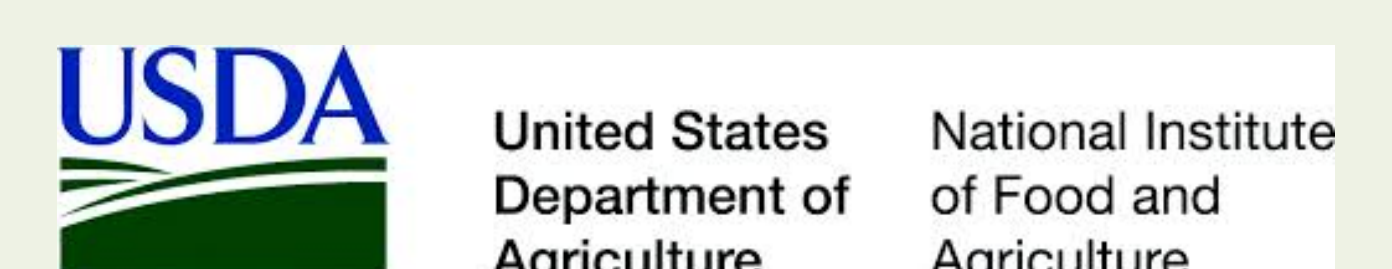 USDA
United States
Department of
Agriculture
National Institute
of Food and
Agriculture